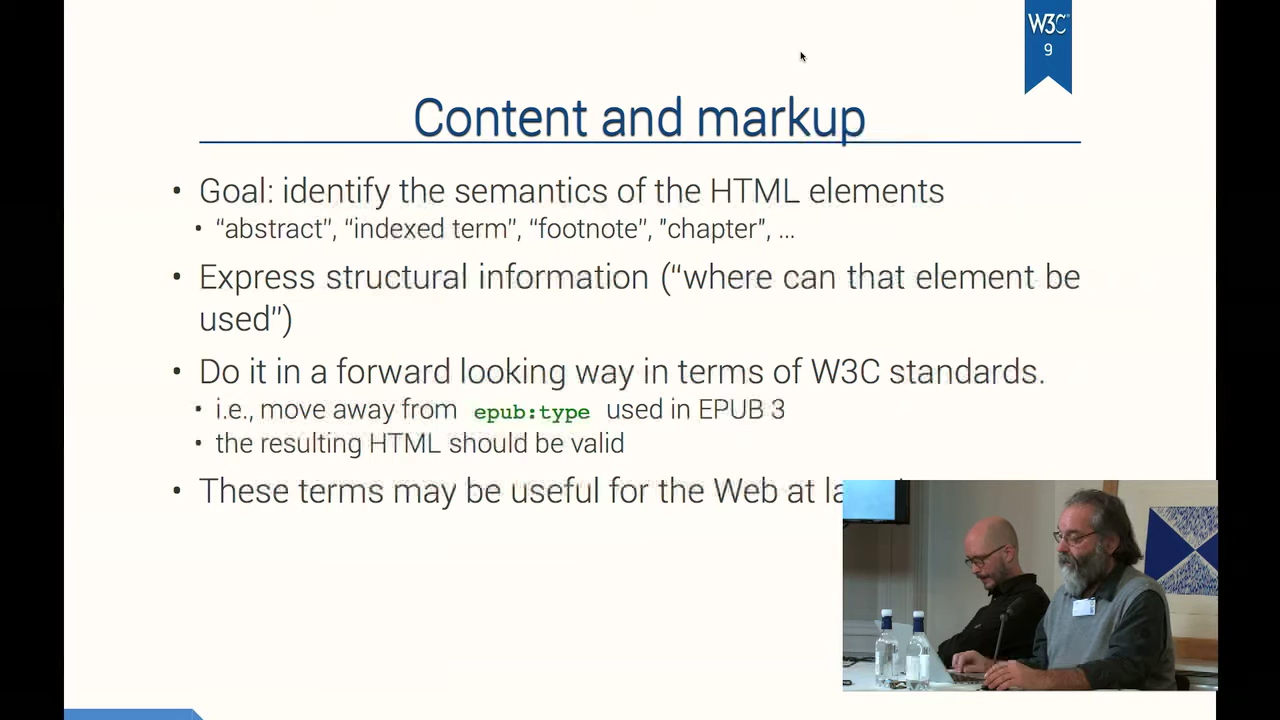 W3C
9
Content and markup
• Goal: identify the semantics of the HTML elements
• “abstract”, “indexed term”, “footnote”, "chapter", …
• Express structural information (“where can that element be
used”)
• Do it in a forward looking way in terms of W3C standards.
• i.e., move away from epub:type used in EPUB 3
• the resulting HTML should be valid
• These terms may be useful for the Web at